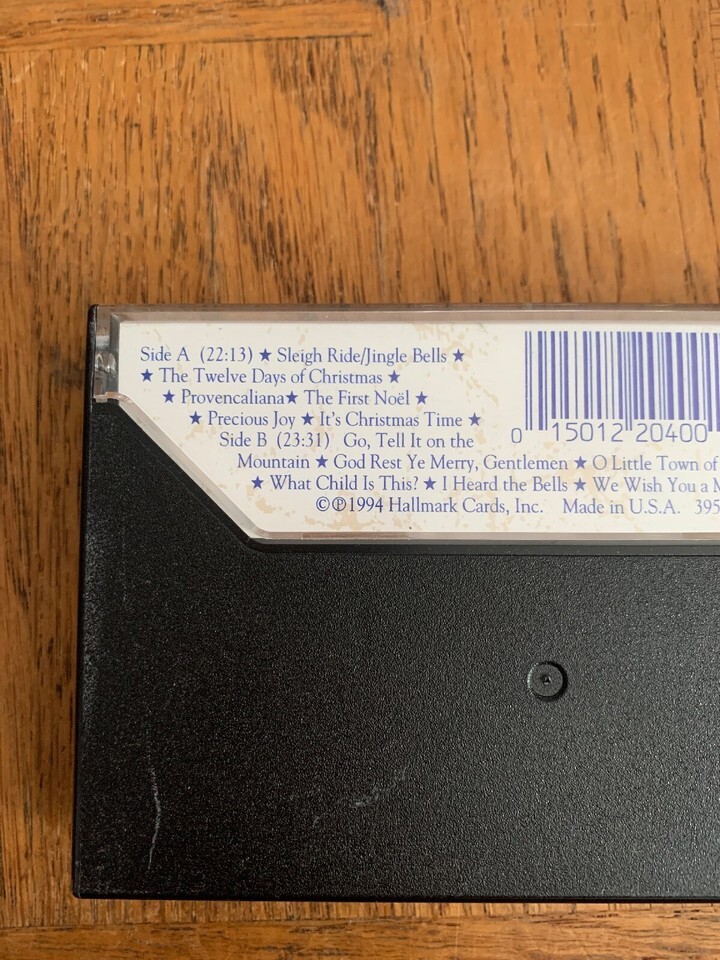 Side A (22:13) ★ Sleigh Ride/Jingle Bells ★
★ The Twelve Days of Christmas ★
★ Provencaliana★ The First Noël ★
★ Precious Joy ★ It's Christmas Time ★
Side B (23:31) Go, Tell It on the
Mountain ★ God Rest Ye Merry, Gentlemen ★ O Little Town of
★ What Child Is This? ★ I Heard the Bells ★ We Wish You a M
©℗1994 Hallmark Cards, Inc. Made in U.S.A. 395
0 15012 20400